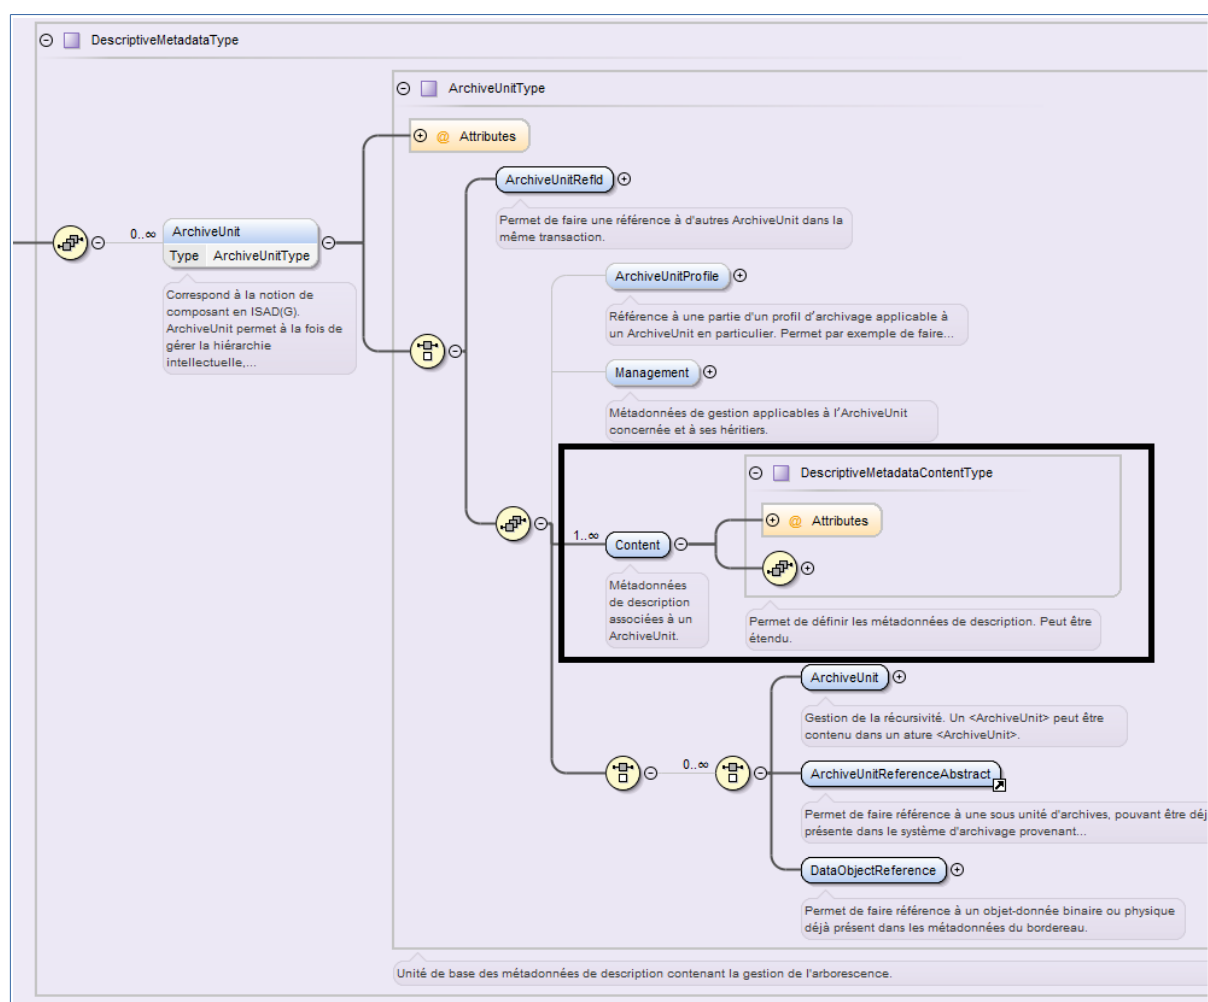 DescriptiveMetadataType
ArchiveUnitType
@ Attributes
ArchiveUnitRefId
Permet de faire une référence à d'autres ArchiveUnit dans la
même transaction.
0..∞
ArchiveUnit
Type ArchiveUnitType
Correspond à la notion de
composant en ISAD(G).
ArchiveUnit permet à la fois de
gérer la hiérarchie
intellectuelle,...
ArchiveUnitProfile
Référence à une partie d'un profil d'archivage applicable à
un ArchiveUnit en particulier. Permet par exemple de faire...
Management
Métadonnées de gestion applicables à l'ArchiveUnit
concernée et à ses héritiers.
DescriptiveMetadataContentType
@ Attributes
1..∞
Content
Métadonnées
de description
associées à un
ArchiveUnit.
Permet de définir les métadonnées de description. Peut être
étendu.
ArchiveUnit
Gestion de la récursivité. Un <ArchiveUnit> peut être
contenu dans un ature <ArchiveUnit>.
0..∞
ArchiveUnitReferenceAbstract
Permet de faire référence à une sous unité d'archives, pouvant être déj
présente dans le système d'archivage provenant...
DataObjectReference
Permet de faire référence à un objet-donnée binaire ou physique
déjà présent dans les métadonnées du bordereau.
Unité de base des métadonnées de description contenant la gestion de l'arborescence.